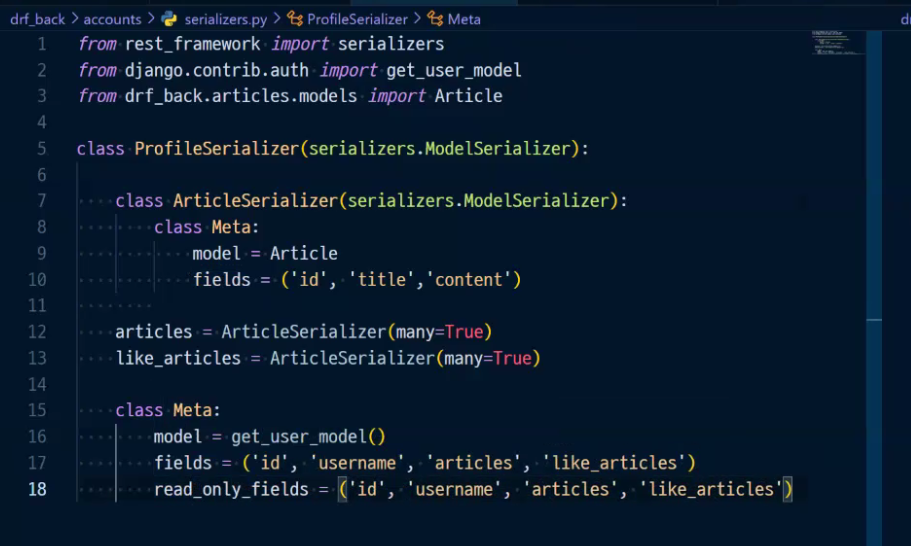 drf_back > accounts > serializers.py > ProfileSerializer > Meta
1 from rest_framework import serializers
2 from django.contrib.auth import get_user_model
3 from drf_back.articles.models import Article
4
5 class ProfileSerializer(serializers.ModelSerializer):
6
7     class ArticleSerializer(serializers.ModelSerializer):
8         class Meta:
9             model = Article
10             fields = ('id', 'title','content')
11
12     articles = ArticleSerializer(many=True)
13     like_articles = ArticleSerializer(many=True)
14
15     class Meta:
16         model = get_user_model()
17         fields = ('id', 'username', 'articles', 'like_articles')
18         read_only_fields = ('id', 'username', 'articles', 'like_articles')